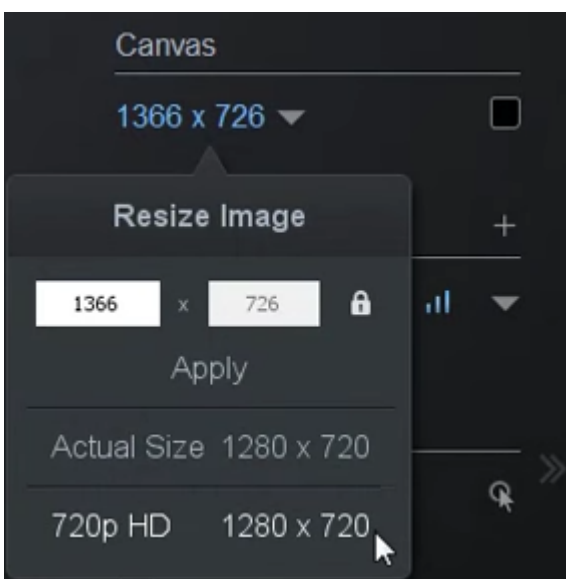 Canvas
1366 x 726
Resize Image
1366 x 726
Apply
Actual Size 1280 x 720
720p HD 1280 x 720